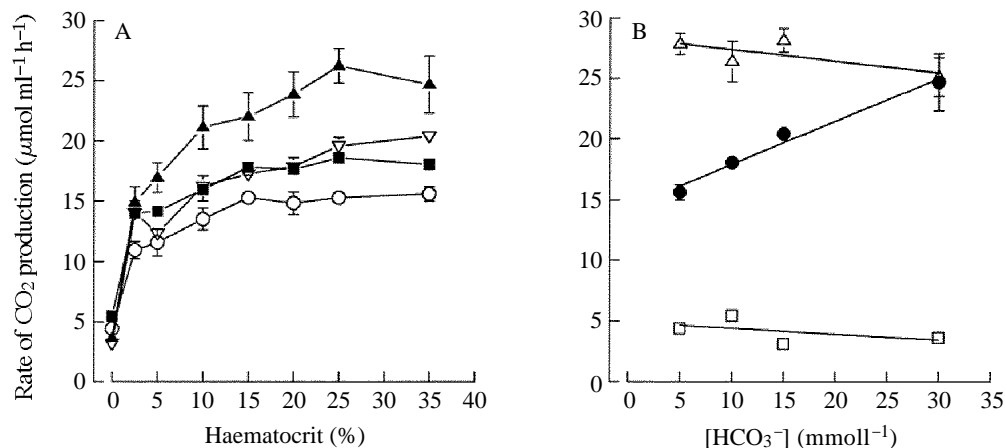 Rate of CO₂ production (μmol ml⁻¹ h⁻¹)
A
30
25
20
15
10
5
0
0 5 10 15 20 25 30 35 40
Haematocrit (%)
B
30
25
20
15
10
5
0
0 5 10 15 20 25 30 35
[HCO₃⁻] (mmoll⁻¹)